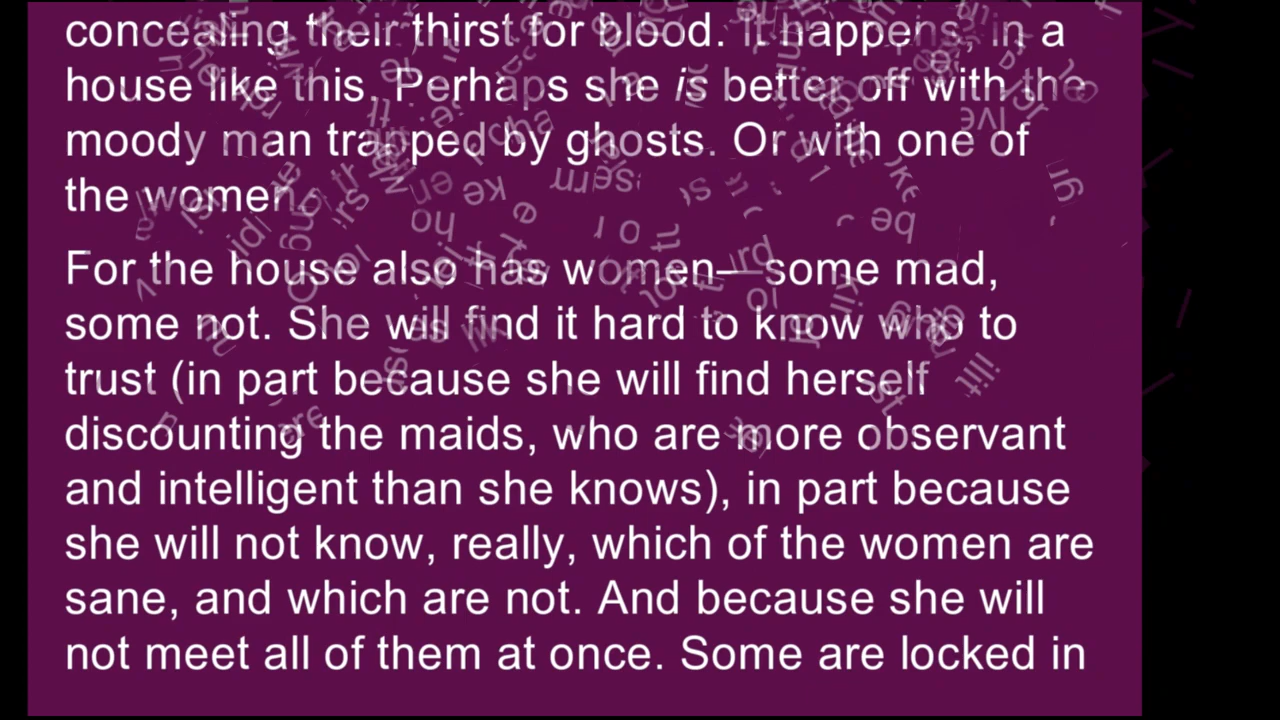 concealing their thirst for blood. It happens, in a
house like this. Perhaps she is better off with the
moody man trapped by ghosts. Or with one of
the women.
For the house also has women—some mad,
some not. She will find it hard to know who to
trust (in part because she will find herself
discounting the maids, who are more observant
and intelligent than she knows), in part because
she will not know, really, which of the women are
sane, and which are not. And because she will
not meet all of them at once. Some are locked in